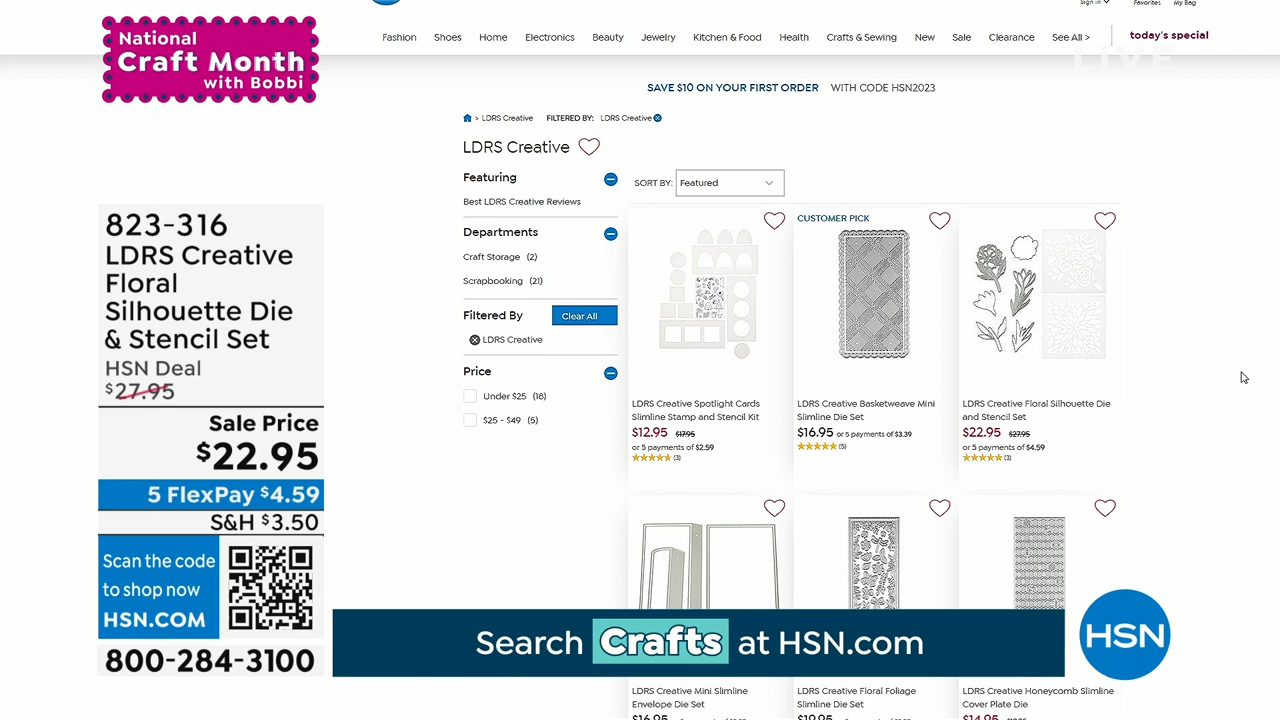 National
Craft Month
with Bobbi
Sign in
Favorites
My Bag
Fashion Shoes Home Electronics Beauty Jewelry Kitchen & Food Health Crafts & Sewing New Sale Clearance See All >
today's special
LIVE
SAVE $10 ON YOUR FIRST ORDER WITH CODE HSN2023
> LDRS Creative FILTERED BY: LDRS Creative
LDRS Creative
Featuring
Best LDRS Creative Reviews
Departments
Craft Storage (2)
Scrapbooking (21)
Filtered By
Clear All
LDRS Creative
Price
Under $25 (18)
$25 - $49 (5)
SORT BY: Featured
LDRS Creative Spotlight Cards
Slimline Stamp and Stencil Kit
$12.95 $17.95
or 5 payments of $2.59
(3)
CUSTOMER PICK
LDRS Creative Basketweave Mini
Slimline Die Set
$16.95 or 5 payments of $3.39
(5)
LDRS Creative Floral Silhouette Die
and Stencil Set
$22.95 $27.95
or 5 payments of $4.59
(3)
LDRS Creative Mini Slimline
Envelope Die Set
$16.95
LDRS Creative Floral Foliage
Slimline Die Set
$19.95
LDRS Creative Honeycomb Slimline
Cover Plate Die
$14.95
823-316
LDRS Creative
Floral
Silhouette Die
& Stencil Set
HSN Deal
$27.95
Sale Price
$22.95
5 FlexPay $4.59
S&H $3.50
Scan the code
to shop now
HSN.COM
800-284-3100
Search Crafts at HSN.com
HSN